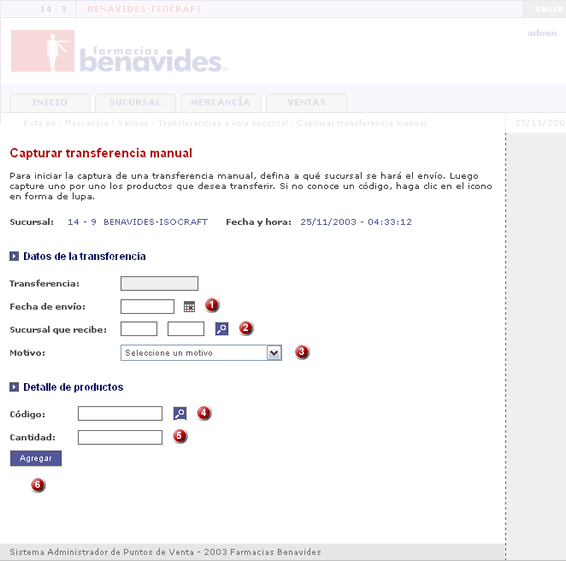 14 - 9 BENAVIDES-ISOCRAFT SALIR
admin
farmacias
benavides
INICIO SUCURSAL MERCANCÍA VENTAS
Está en : Mercancía : Salidas : Transferencias a otra sucursal : Capturar transferencia manual 25/11/200
Capturar transferencia manual
Para iniciar la captura de una transferencia manual, defina a qué sucursal se hará el envío. Luego
capture uno por uno los productos que desea transferir. Si no conoce un código, haga clic en el icono
en forma de lupa.
Sucursal: 14 - 9 BENAVIDES-ISOCRAFT Fecha y hora: 25/11/2003 - 04:33:12
Datos de la transferencia
Transferencia:
Fecha de envío: 1
Sucursal que recibe: 2
Motivo: Seleccione un motivo 3
Detalle de productos
Código: 4
Cantidad: 5
Agregar
6
Sistema Administrador de Puntos de Venta - 2003 Farmacias Benavides